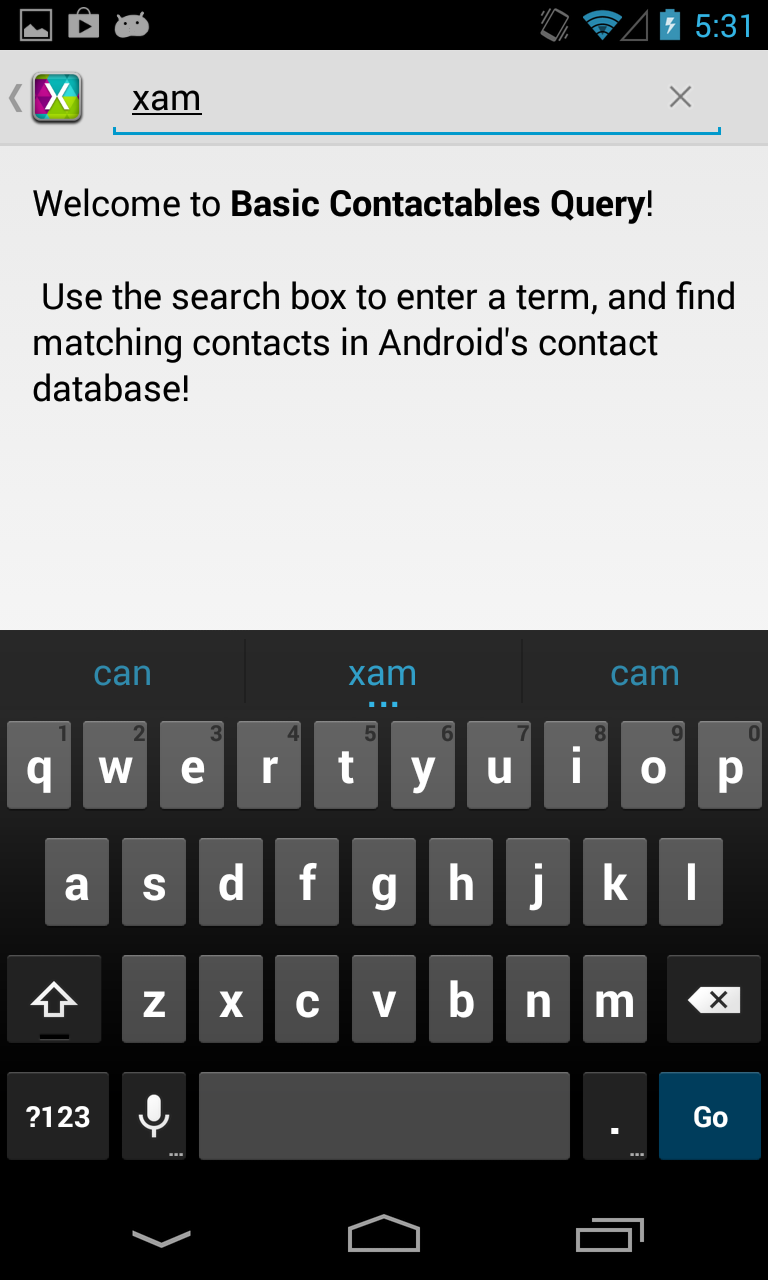 5:31
X xam
Welcome to Basic Contactables Query!
Use the search box to enter a term, and find
matching contacts in Android's contact
database!
can xam cam
1 2 3 4 5 6 7 8 9 0
q w e r t y u i o p
a s d f g h j k l
z x c v b n m
?123 . Go